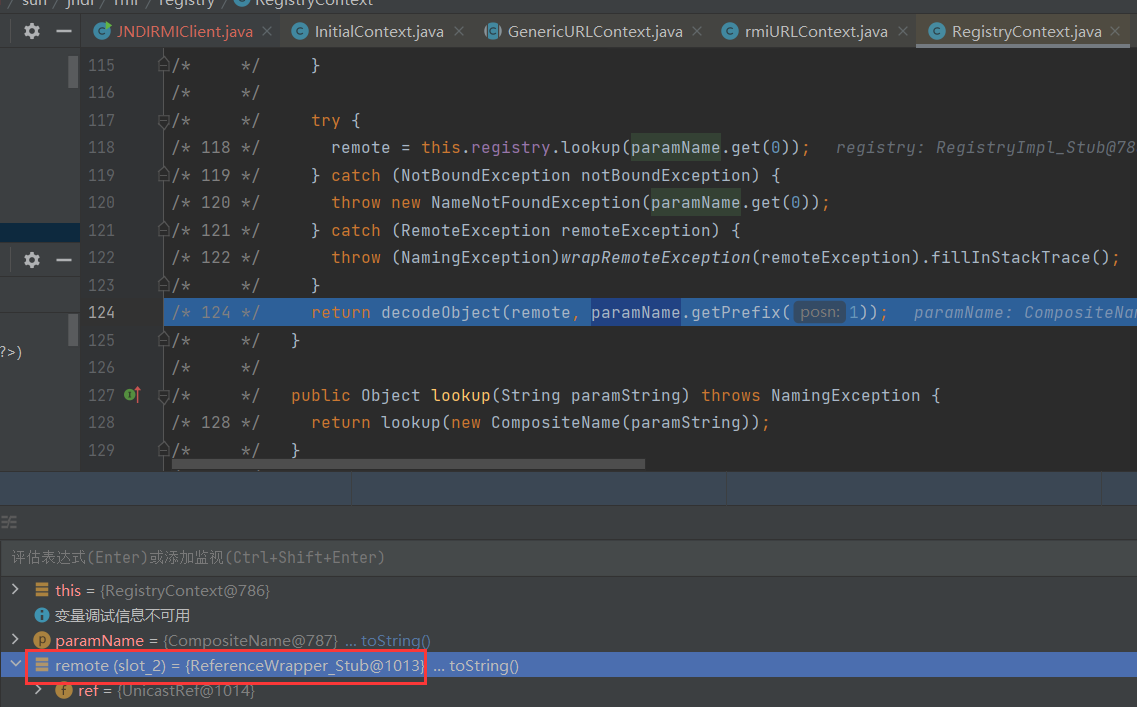 sun / jndi / rmi / registry / RegistryContext
JNDIRMIClient.java InitialContext.java GenericURLContext.java rmiURLContext.java RegistryContext.java
115 /* */ }
116 /* */
117 /* */ try {
118 /* 118 */ remote = this.registry.lookup(paramName.get(0)); registry: RegistryImpl_Stub@78
119 /* 119 */ } catch (NotBoundException notBoundException) {
120 /* 120 */ throw new NameNotFoundException(paramName.get(0));
121 /* 121 */ } catch (RemoteException remoteException) {
122 /* 122 */ throw (NamingException)wrapRemoteException(remoteException).fillInStackTrace();
123 /* */ }
124 /* 124 */ return decodeObject(remote, paramName.getPrefix( posn: 1)); paramName: CompositeNam
125 /* */ }
126 /* */
127 /* */ public Object lookup(String paramString) throws NamingException {
128 /* 128 */ return lookup(new CompositeName(paramString));
129 /* */ }
?>)
评估表达式(Enter)或添加监视(Ctrl+Shift+Enter)
this = {RegistryContext@786}
变量调试信息不可用
paramName = {CompositeName@787} ... toString()
remote (slot_2) = {ReferenceWrapper_Stub@1013} ... toString()
ref = {UnicastRef@1014}